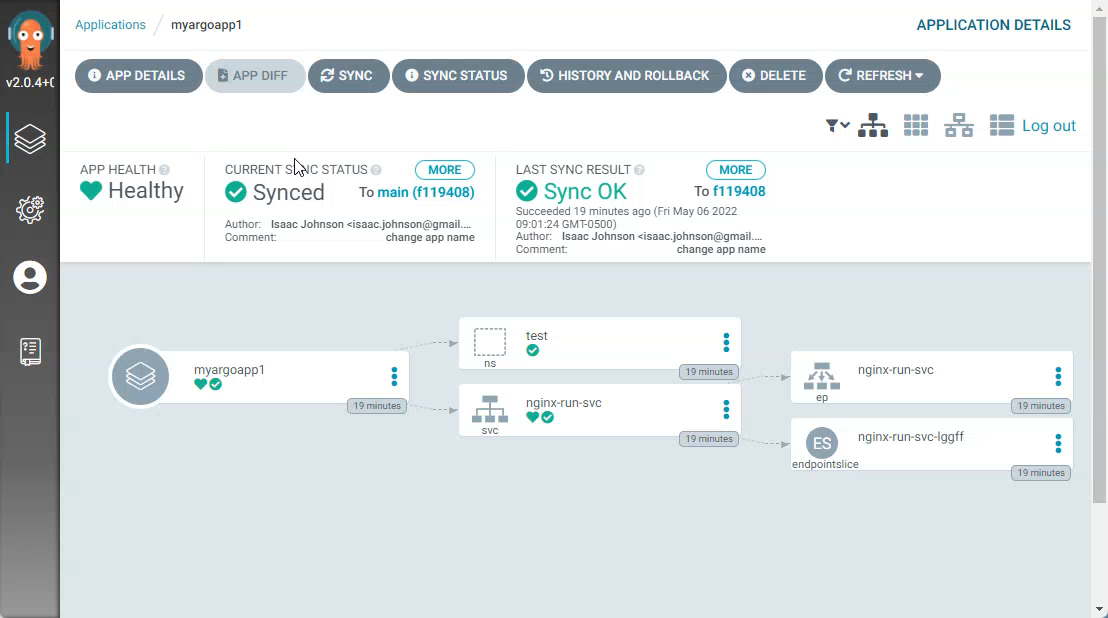 Applications / myargoapp1
APPLICATION DETAILS
v2.0.4+0
APP DETAILS
APP DIFF
SYNC
SYNC STATUS
HISTORY AND ROLLBACK
DELETE
REFRESH
Log out
APP HEALTH
Healthy
CURRENT SYNC STATUS
MORE
Synced
To main (f119408)
Author: Isaac Johnson <isaac.johnson@gmail....
Comment: change app name
LAST SYNC RESULT
MORE
Sync OK
To f119408
Succeeded 19 minutes ago (Fri May 06 2022
09:01:24 GMT-0500)
Author: Isaac Johnson <isaac.johnson@gmail....
Comment: change app name
myargoapp1
19 minutes
test
ns
19 minutes
nginx-run-svc
svc
19 minutes
nginx-run-svc
ep
19 minutes
ES
nginx-run-svc-lggff
endpointslice
19 minutes